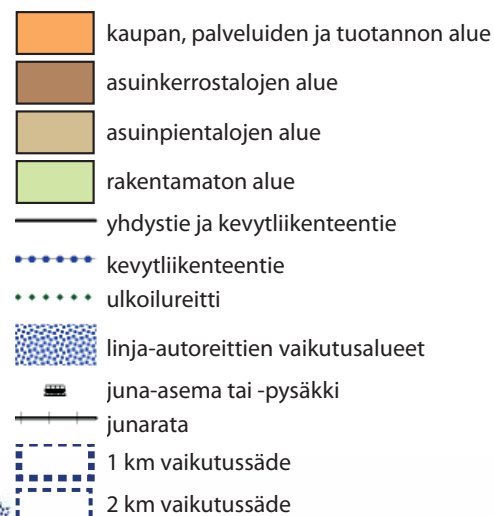 kaupan, palveluiden ja tuotannon alue
asuinkerrostalojen alue
asuinpientalojen alue
rakentamaton alue
yhdystie ja kevytliikenteentie
kevytliikenteentie
ulkoilureitti
linja-autoreittien vaikutusalueet
juna-asema tai -pysäkki
junarata
1 km vaikutussäde
2 km vaikutussäde